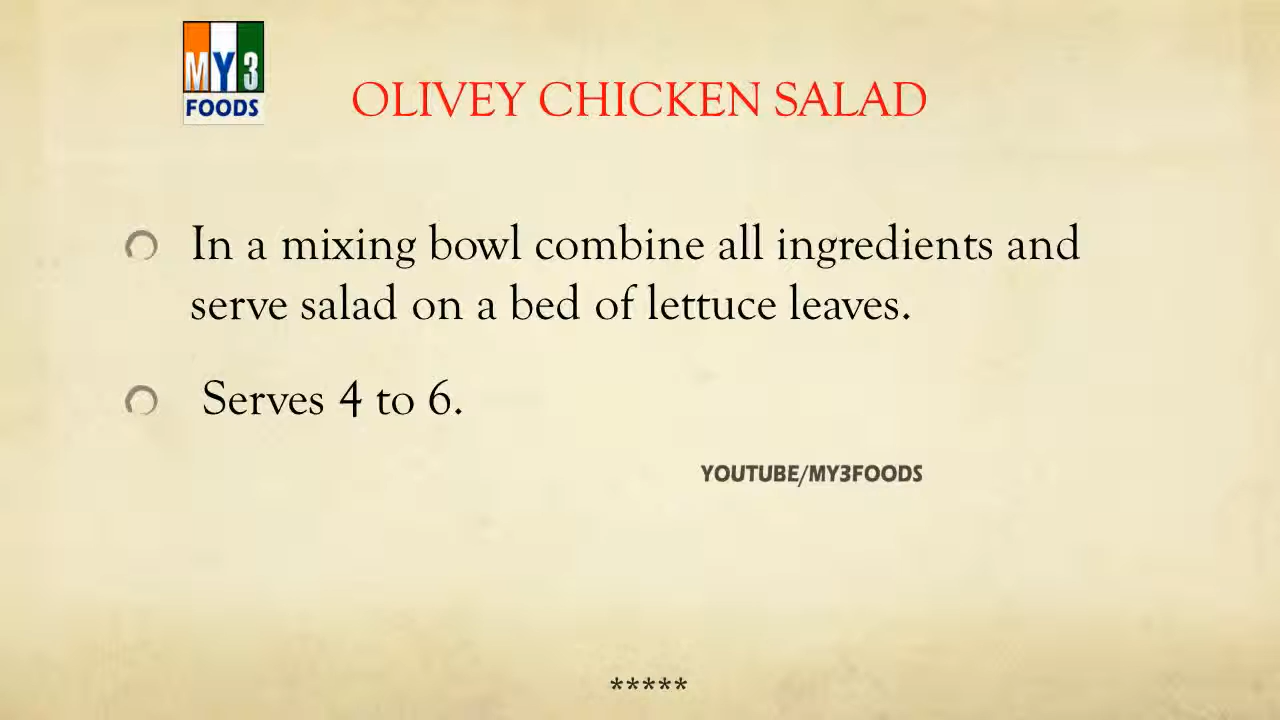 MY3
FOODS
OLIVEY CHICKEN SALAD
In a mixing bowl combine all ingredients and
serve salad on a bed of lettuce leaves.
Serves 4 to 6.
YOUTUBE/MY3FOODS
*****